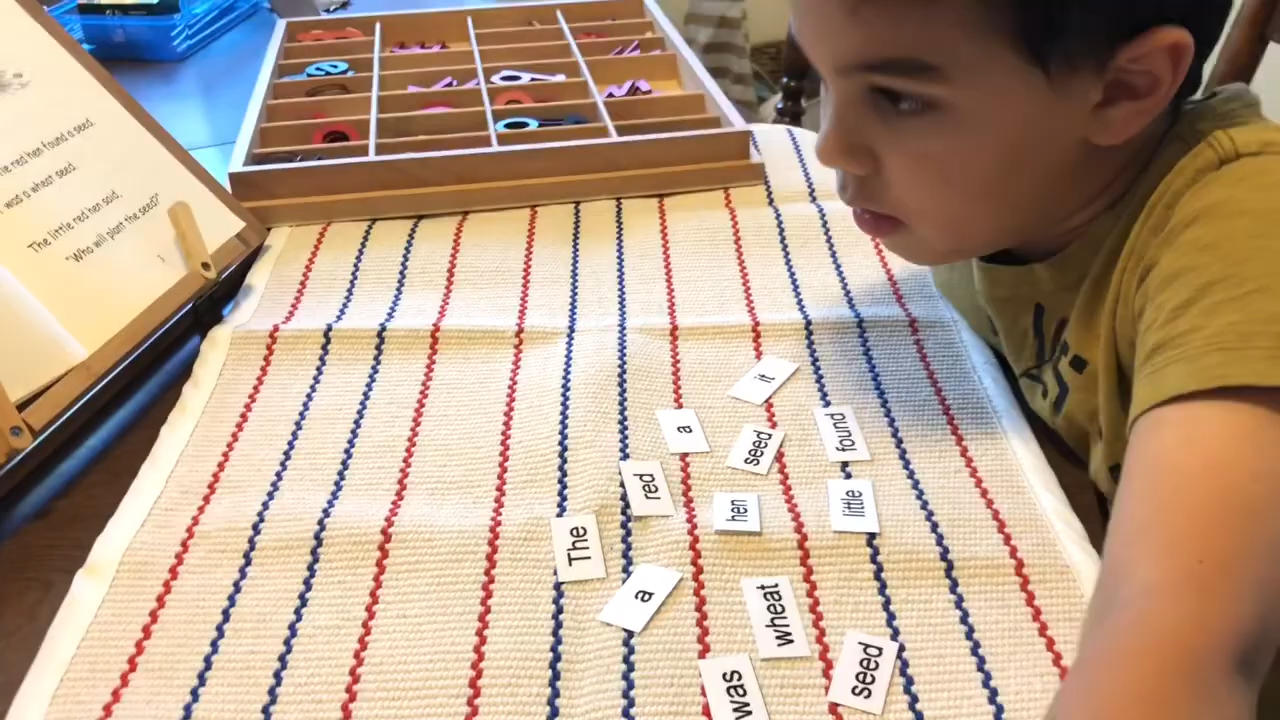 red hen found a seed.
was a wheat seed.
The little red hen said,
"Who will plant the seed?"
3
it
a
seed
found
red
hen
little
The
a
wheat
was
seed